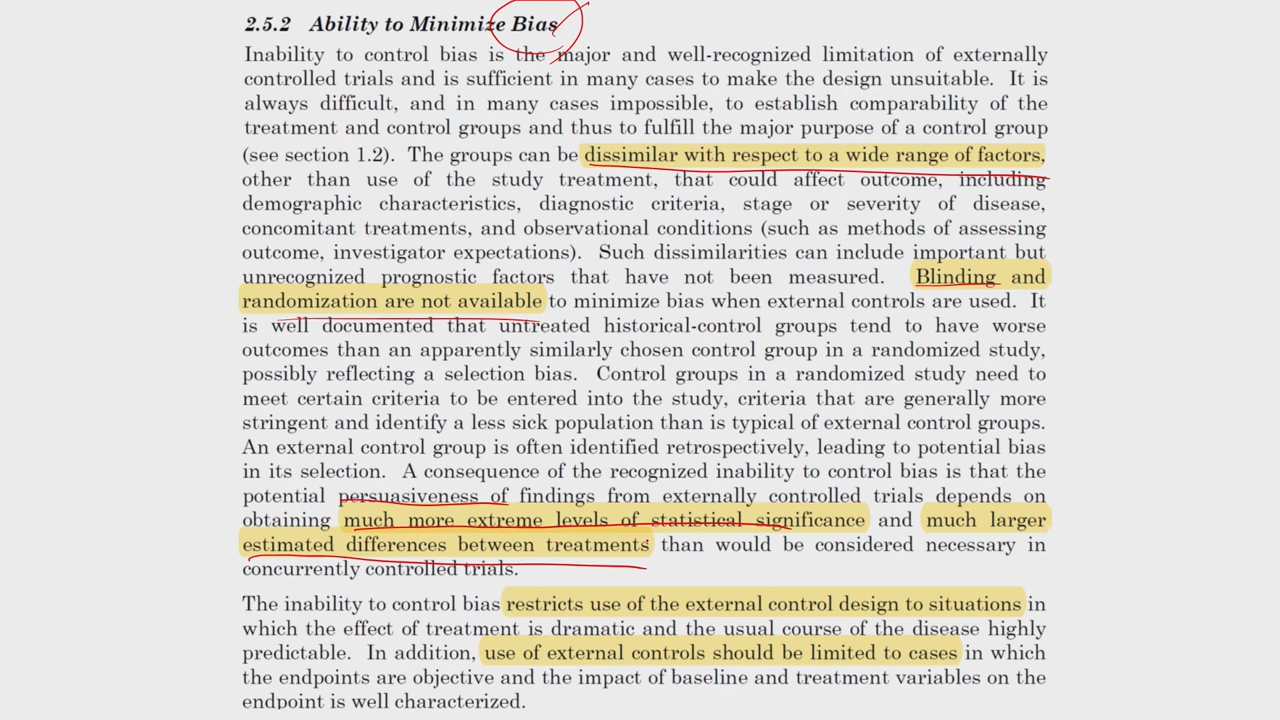 2.5.2 Ability to Minimize Bias
Inability to control bias is the major and well-recognized limitation of externally
controlled trials and is sufficient in many cases to make the design unsuitable. It is
always difficult, and in many cases impossible, to establish comparability of the
treatment and control groups and thus to fulfill the major purpose of a control group
(see section 1.2). The groups can be dissimilar with respect to a wide range of factors,
other than use of the study treatment, that could affect outcome, including
demographic characteristics, diagnostic criteria, stage or severity of disease,
concomitant treatments, and observational conditions (such as methods of assessing
outcome, investigator expectations). Such dissimilarities can include important but
unrecognized prognostic factors that have not been measured. Blinding and
randomization are not available to minimize bias when external controls are used. It
is well documented that untreated historical-control groups tend to have worse
outcomes than an apparently similarly chosen control group in a randomized study,
possibly reflecting a selection bias. Control groups in a randomized study need to
meet certain criteria to be entered into the study, criteria that are generally more
stringent and identify a less sick population than is typical of external control groups.
An external control group is often identified retrospectively, leading to potential bias
in its selection. A consequence of the recognized inability to control bias is that the
potential persuasiveness of findings from externally controlled trials depends on
obtaining much more extreme levels of statistical significance and much larger
estimated differences between treatments than would be considered necessary in
concurrently controlled trials.
The inability to control bias restricts use of the external control design to situations in
which the effect of treatment is dramatic and the usual course of the disease highly
predictable. In addition, use of external controls should be limited to cases in which
the endpoints are objective and the impact of baseline and treatment variables on the
endpoint is well characterized.